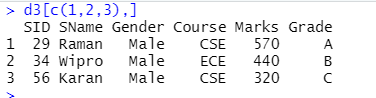 > d3[c(1,2,3),]
  SID SName Gender Course Marks Grade
1  29 Raman   Male    CSE   570     A
2  34 Wipro   Male    ECE   440     B
3  56 Karan   Male    CSE   320     C
>